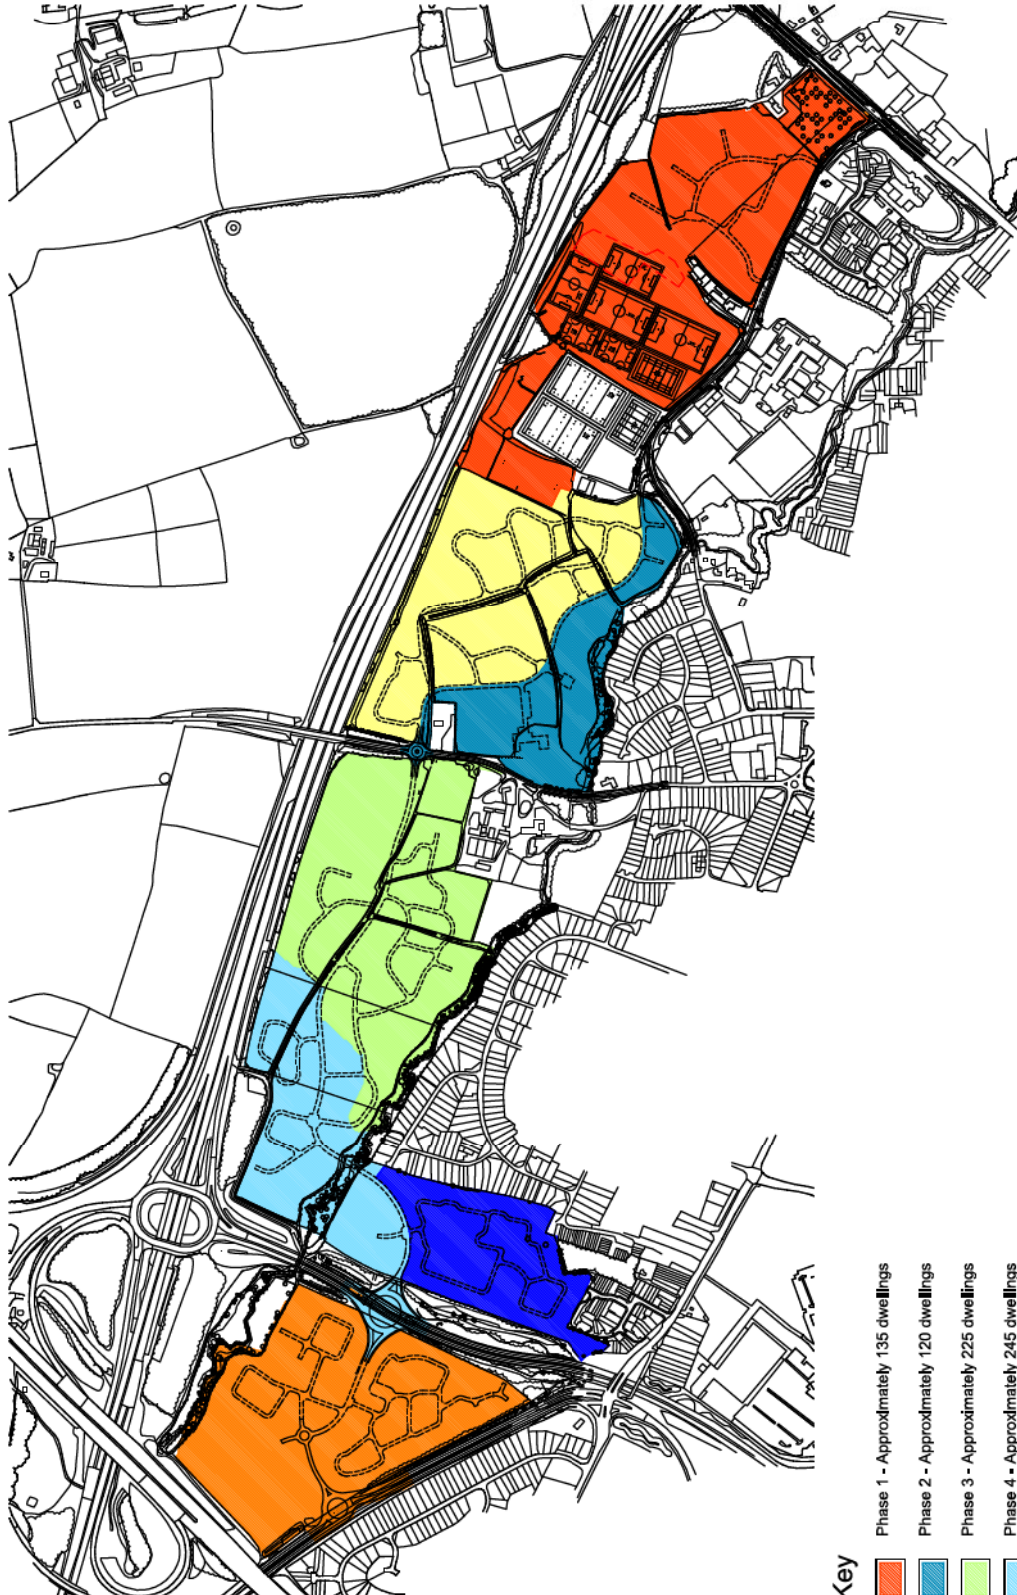 Key
Phase 1 - Approximately 135 dwellings
Phase 2 - Approximately 120 dwellings
Phase 3 - Approximately 225 dwellings
Phase 4 - Approximately 245 dwellings